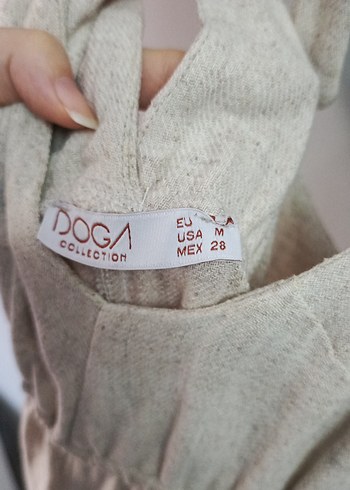 DOGA
COLLECTION
EU
USA M
MEX 28